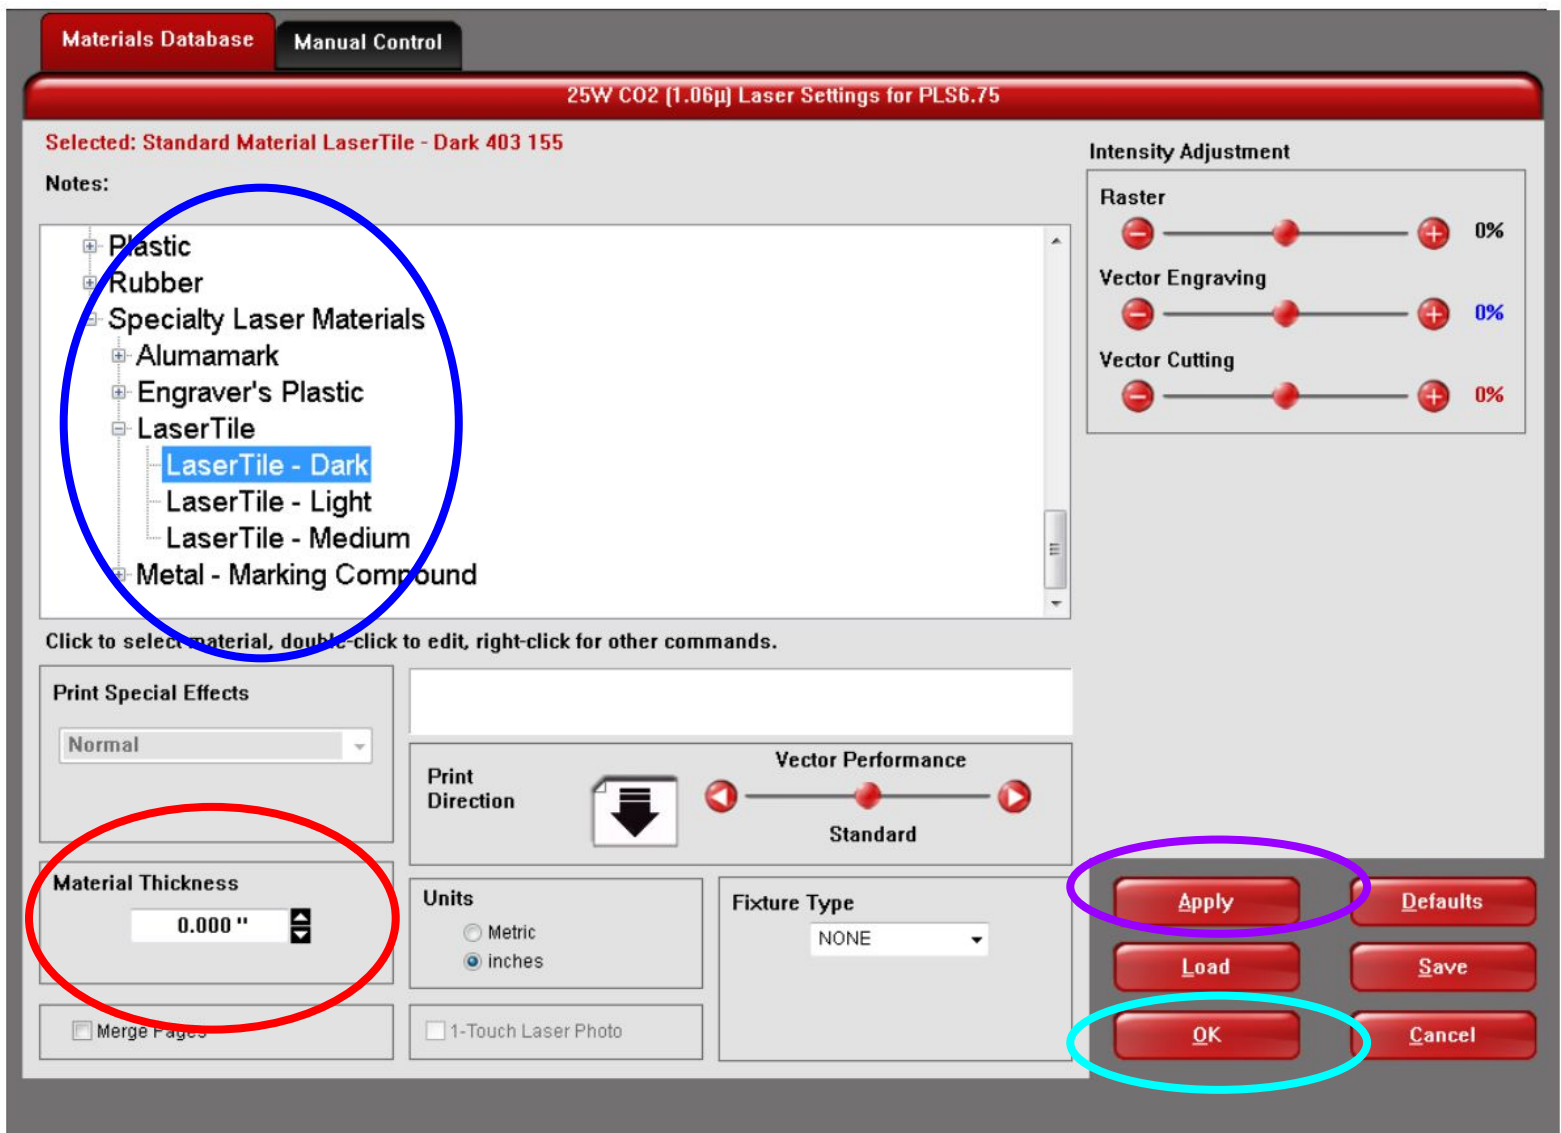 Materials Database
Manual Control
25W CO2 (1.06µ) Laser Settings for PLS6.75
Selected: Standard Material LaserTile - Dark 403 155
Notes:
Plastic
Rubber
Specialty Laser Materials
Alumamark
Engraver's Plastic
LaserTile
LaserTile - Dark
LaserTile - Light
LaserTile - Medium
Metal - Marking Compound
Click to select material, double-click to edit, right-click for other commands.
Intensity Adjustment
Raster
0%
Vector Engraving
0%
Vector Cutting
0%
Print Special Effects
Normal
Print
Direction
Vector Performance
Standard
Material Thickness
0.000 "
Units
Metric
inches
Fixture Type
NONE
Merge Pages
1-Touch Laser Photo
Apply
Defaults
Load
Save
OK
Cancel